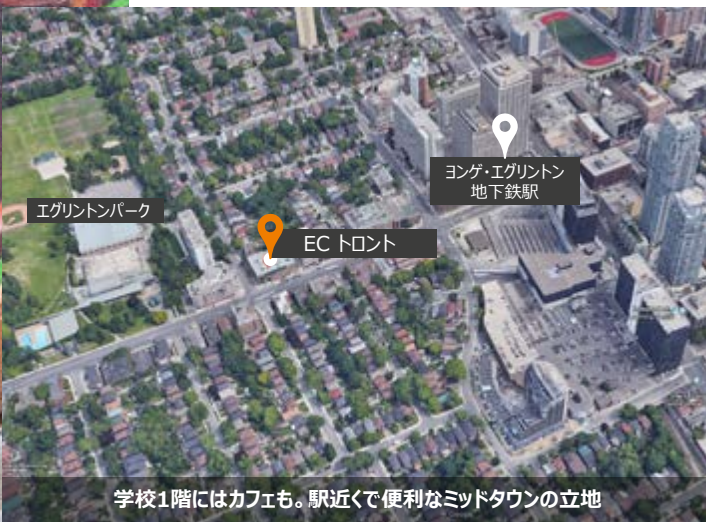 ヨンゲ・エグリントン
地下鉄駅
エグリントンパーク
EC トロント
学校1階にはカフェも。駅近くで便利なミッドタウンの立地